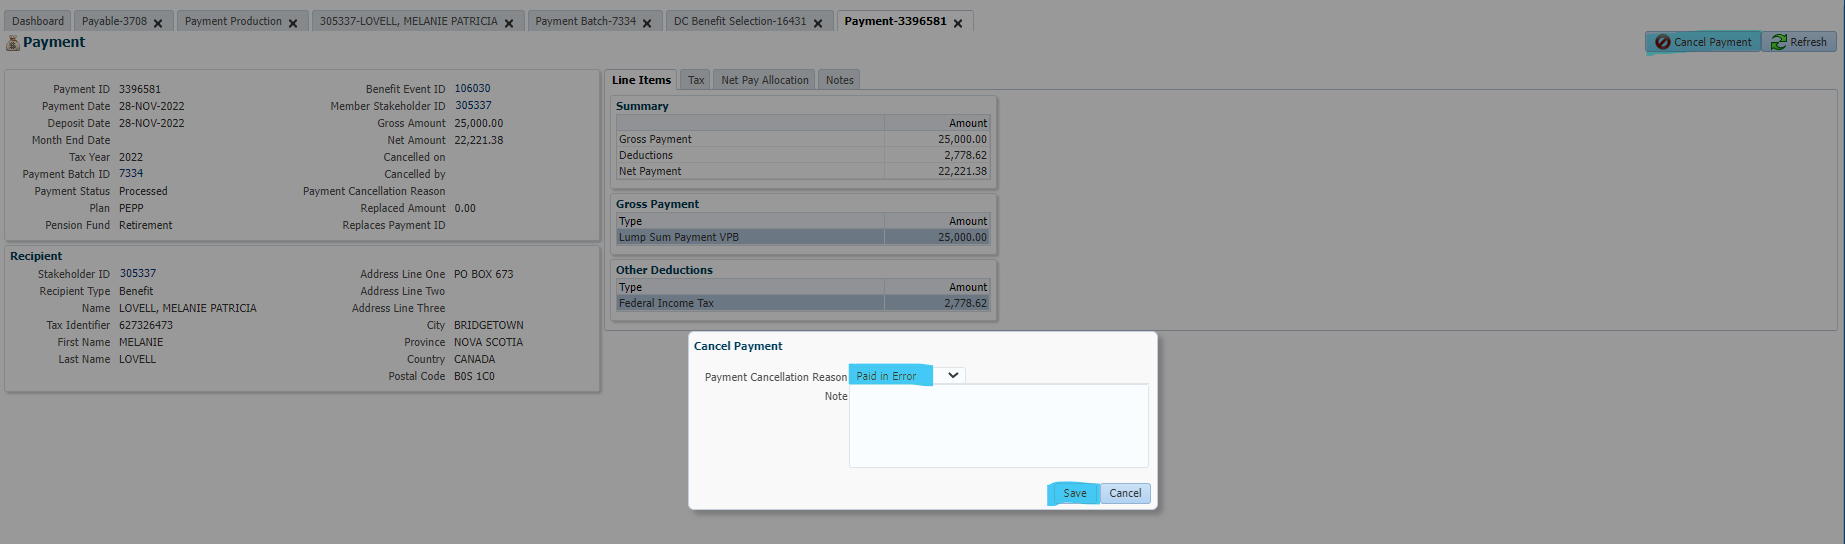 Dashboard Payable-3708 Payment Production 305337-LOVELL, MELANIE PATRICIA Payment Batch-7334 DC Benefit Selection-16431 Payment-3396581
Payment
Cancel Payment Refresh
Payment ID 3396581
Payment Date 28-NOV-2022
Deposit Date 28-NOV-2022
Month End Date
Tax Year 2022
Payment Batch ID 7334
Payment Status Processed
Plan PEPP
Pension Fund Retirement
Benefit Event ID 106030
Member Stakeholder ID 305337
Gross Amount 25,000.00
Net Amount 22,221.38
Cancelled on
Cancelled by
Payment Cancellation Reason
Replaced Amount 0.00
Replaces Payment ID
Recipient
Stakeholder ID 305337
Recipient Type Benefit
Name LOVELL, MELANIE PATRICIA
Tax Identifier 627326473
First Name MELANIE
Last Name LOVELL
Address Line One PO BOX 673
Address Line Two
Address Line Three
City BRIDGETOWN
Province NOVA SCOTIA
Country CANADA
Postal Code B0S 1C0
Line Items Tax Net Pay Allocation Notes
Summary
Amount
Gross Payment 25,000.00
Deductions 2,778.62
Net Payment 22,221.38
Gross Payment
Type Amount
Lump Sum Payment VPB 25,000.00
Other Deductions
Type Amount
Federal Income Tax 2,778.62
Cancel Payment
Payment Cancellation Reason Paid in Error
Note
Save Cancel